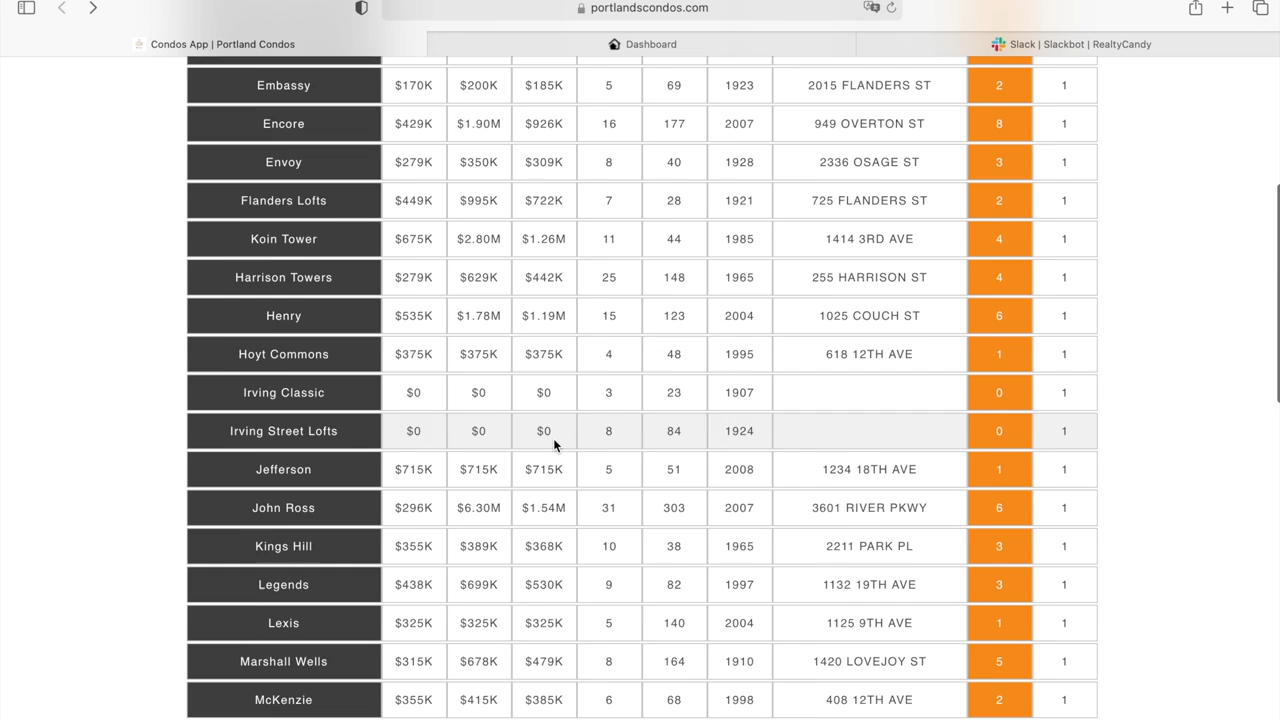 portlandscondos.com
Condos App | Portland Condos Dashboard Slack | Slackbot | RealtyCandy
Embassy $170K $200K $185K 5 69 1923 2015 FLANDERS ST 2 1
Encore $429K $1.90M $926K 16 177 2007 949 OVERTON ST 8 1
Envoy $279K $350K $309K 8 40 1928 2336 OSAGE ST 3 1
Flanders Lofts $449K $995K $722K 7 28 1921 725 FLANDERS ST 2 1
Koin Tower $675K $2.80M $1.26M 11 44 1985 1414 3RD AVE 4 1
Harrison Towers $279K $629K $442K 25 148 1965 255 HARRISON ST 4 1
Henry $535K $1.78M $1.19M 15 123 2004 1025 COUCH ST 6 1
Hoyt Commons $375K $375K $375K 4 48 1995 618 12TH AVE 1 1
Irving Classic $0 $0 $0 3 23 1907 0 1
Irving Street Lofts $0 $0 $0 8 84 1924 0 1
Jefferson $715K $715K $715K 5 51 2008 1234 18TH AVE 1 1
John Ross $296K $6.30M $1.54M 31 303 2007 3601 RIVER PKWY 6 1
Kings Hill $355K $389K $368K 10 38 1965 2211 PARK PL 3 1
Legends $438K $699K $530K 9 82 1997 1132 19TH AVE 3 1
Lexis $325K $325K $325K 5 140 2004 1125 9TH AVE 1 1
Marshall Wells $315K $678K $479K 8 164 1910 1420 LOVEJOY ST 5 1
McKenzie $355K $415K $385K 6 68 1998 408 12TH AVE 2 1